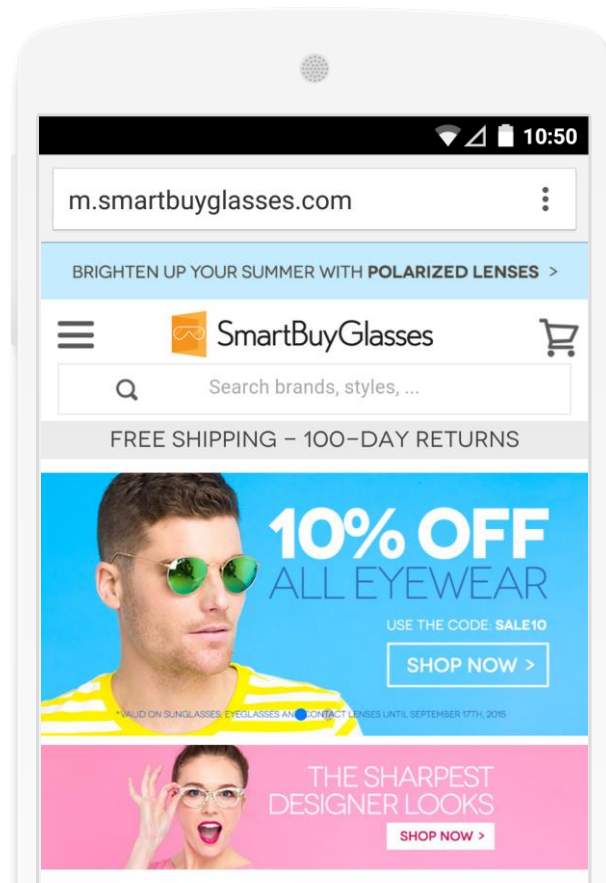 10:50
m.smartbuyglasses.com
BRIGHTEN UP YOUR SUMMER WITH POLARIZED LENSES >
SmartBuyGlasses
Search brands, styles, ...
FREE SHIPPING - 100-DAY RETURNS
10% OFF
ALL EYEWEAR
USE THE CODE: SALE10
SHOP NOW >
*VALID ON SUNGLASSES, EYEGLASSES AND CONTACT LENSES UNTIL SEPTEMBER 17TH, 2015
THE SHARPEST
DESIGNER LOOKS
SHOP NOW >